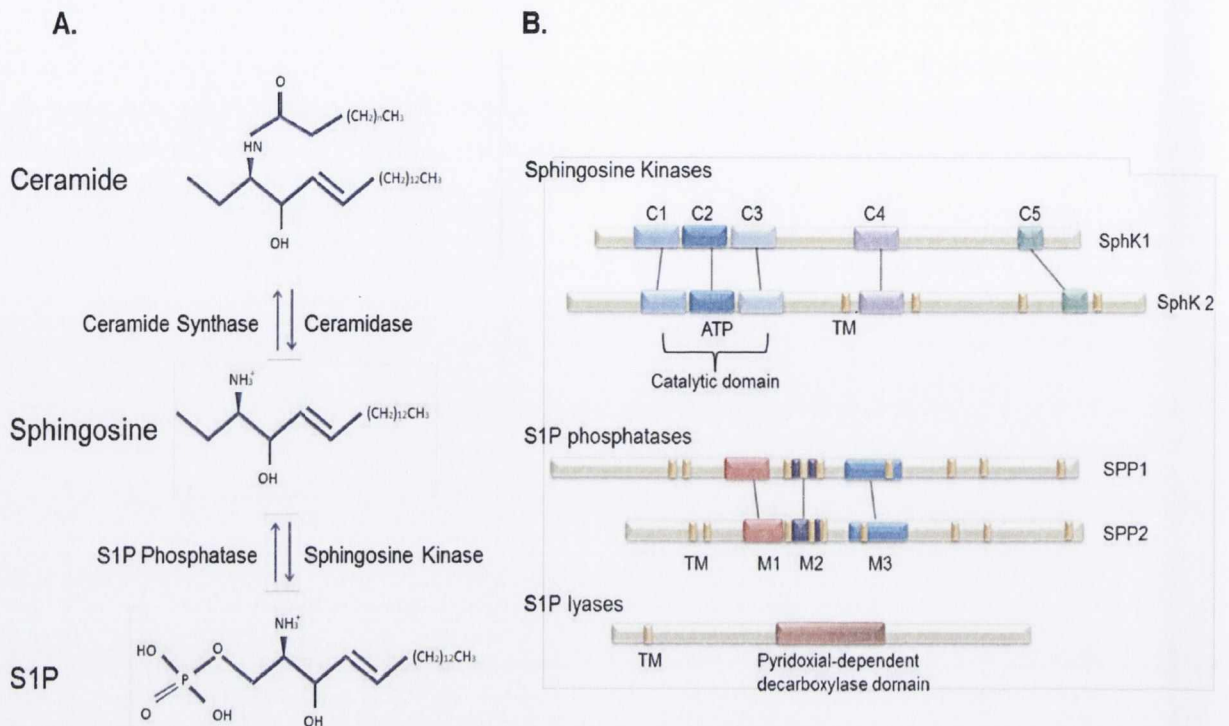 A.
O
(CH₂)ₙCH₃
HN
Ceramide
(CH₂)₁₂CH₃
OH
Ceramide Synthase
Ceramidase
NH₃⁺
(CH₂)₁₂CH₃
Sphingosine
OH
S1P Phosphatase
Sphingosine Kinase
NH₃⁺
HO
O
(CH₂)₁₂CH₃
S1P
P
O
OH
OH
B.
Sphingosine Kinases
C1 C2 C3 C4 C5
SphK1
SphK 2
ATP
TM
Catalytic domain
S1P phosphatases
SPP1
SPP2
TM M1 M2 M3
S1P lyases
TM
Pyridoxial-dependent
decarboxylase domain